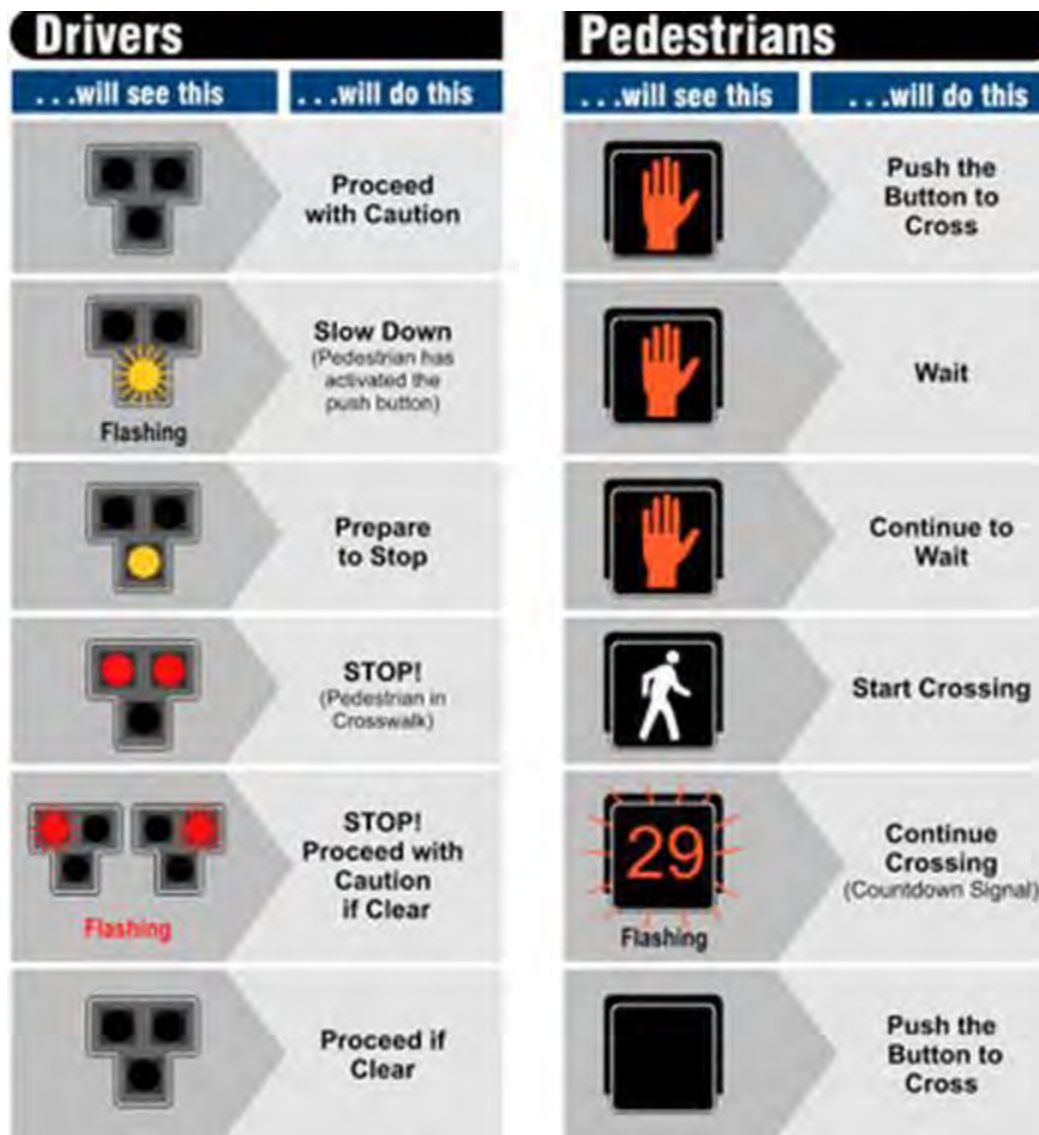 Drivers
...will see this
...will do this
Proceed
with Caution
Flashing
Slow Down
(Pedestrian has
activated the
push button)
Prepare
to Stop
STOP!
(Pedestrian in
Crosswalk)
Flashing
STOP!
Proceed with
Caution
if Clear
Proceed if
Clear
Pedestrians
...will see this
...will do this
Push the
Button to
Cross
Wait
Continue to
Wait
Start Crossing
29
Flashing
Continue
Crossing
(Countdown Signal)
Push the
Button to
Cross